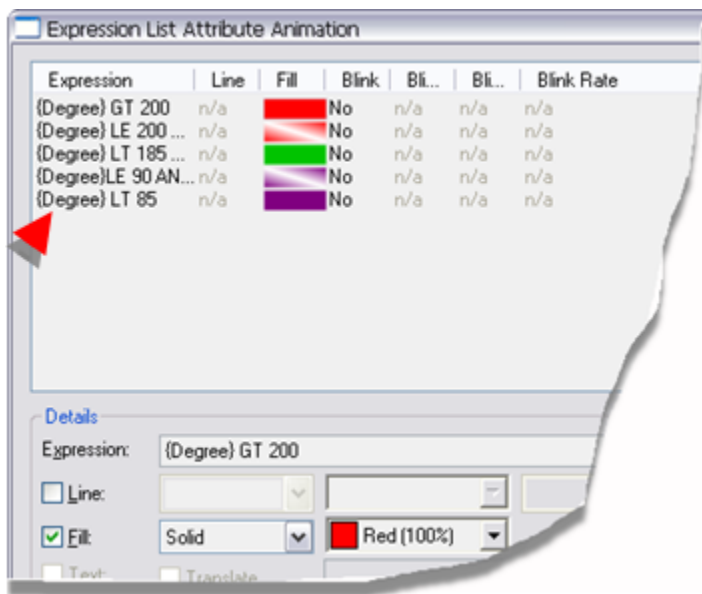 Expression List Attribute Animation
Expression Line Fill Blink Bli... Bli... Blink Rate
{Degree} GT 200 n/a No n/a n/a n/a
{Degree} LE 200 ... n/a No n/a n/a n/a
{Degree}LT 185 ... n/a No n/a n/a n/a
{Degree}LE 90 AN... n/a No n/a n/a n/a
{Degree} LT 85 n/a No n/a n/a n/a
Details
Expression: {Degree} GT 200
Line:
Fill: Solid Red (100%)
Text: Translate